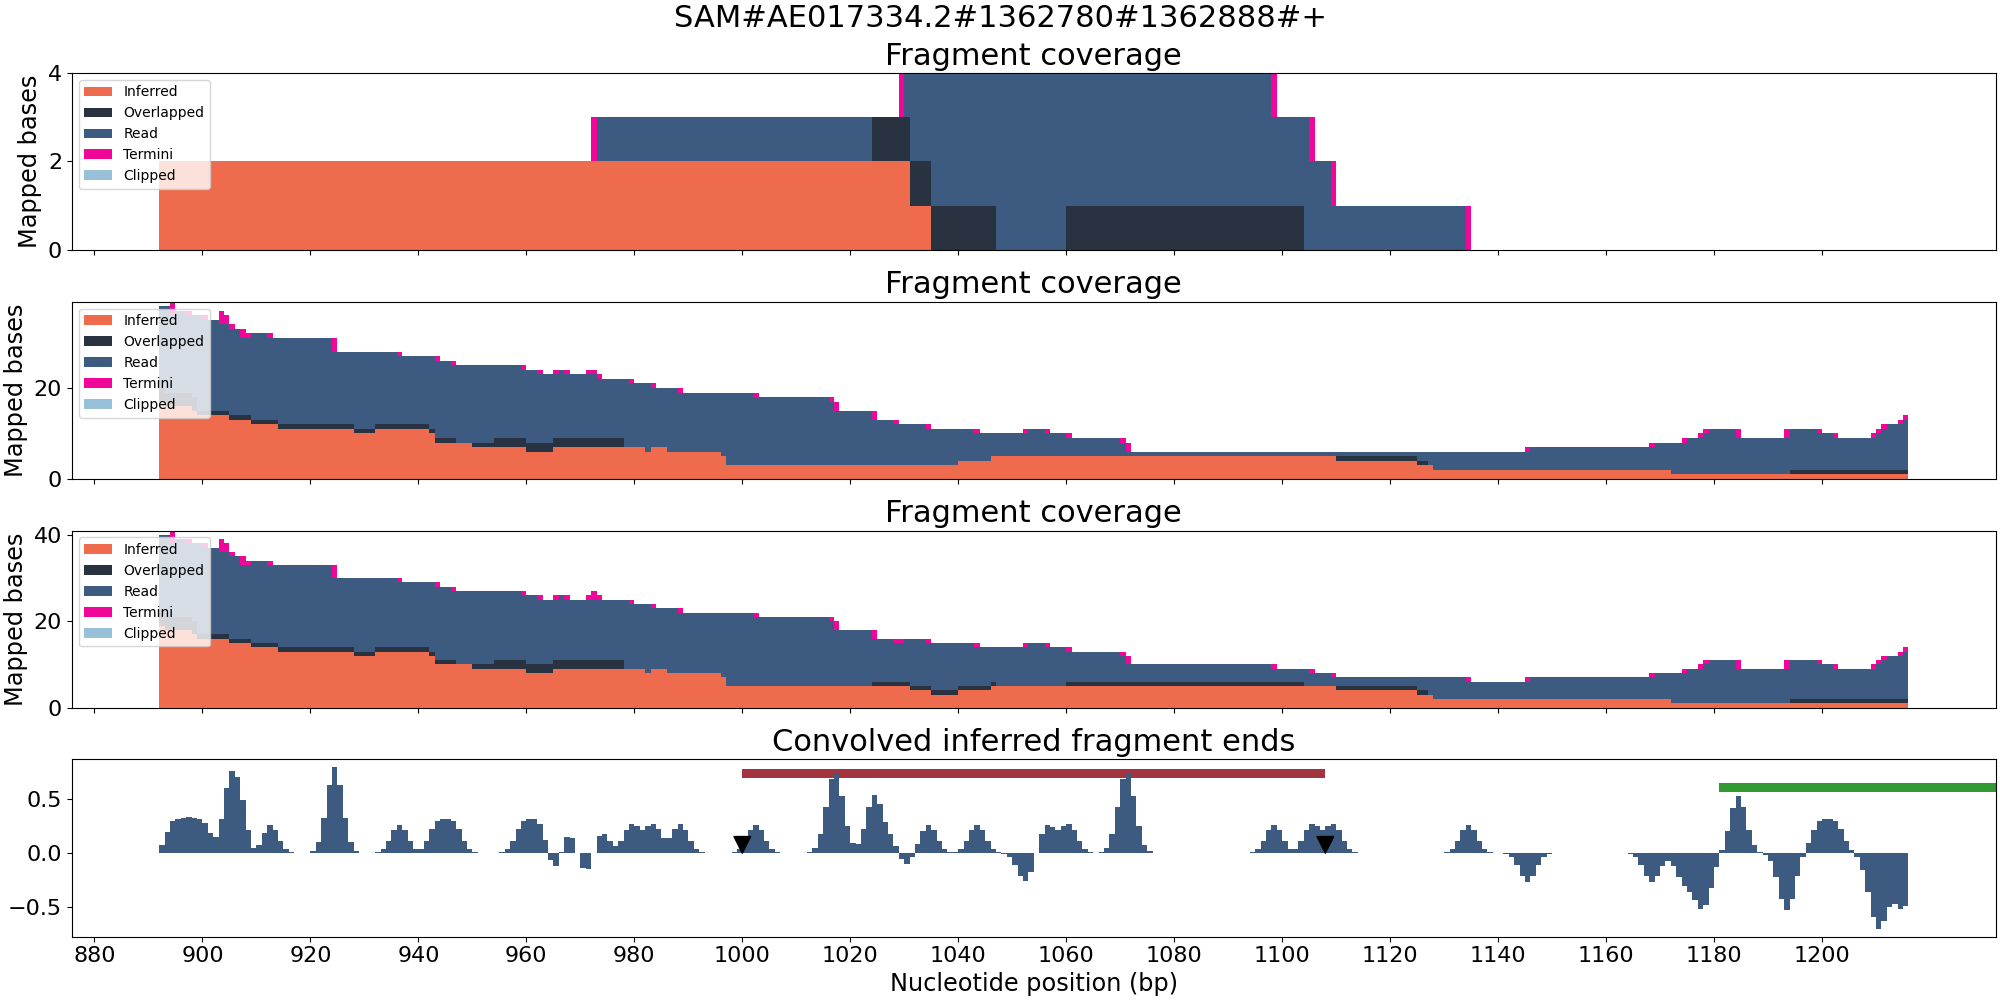 SAM#AE017334.2#1362780#1362888#+
Fragment coverage
Mapped bases
4
2
0
Inferred
Overlapped
Read
Termini
Clipped
Fragment coverage
Mapped bases
20
0
Inferred
Overlapped
Read
Termini
Clipped
Fragment coverage
Mapped bases
40
20
0
Inferred
Overlapped
Read
Termini
Clipped
Convolved inferred fragment ends
0.5
0.0
−0.5
880 900 920 940 960 980 1000 1020 1040 1060 1080 1100 1120 1140 1160 1180 1200
Nucleotide position (bp)